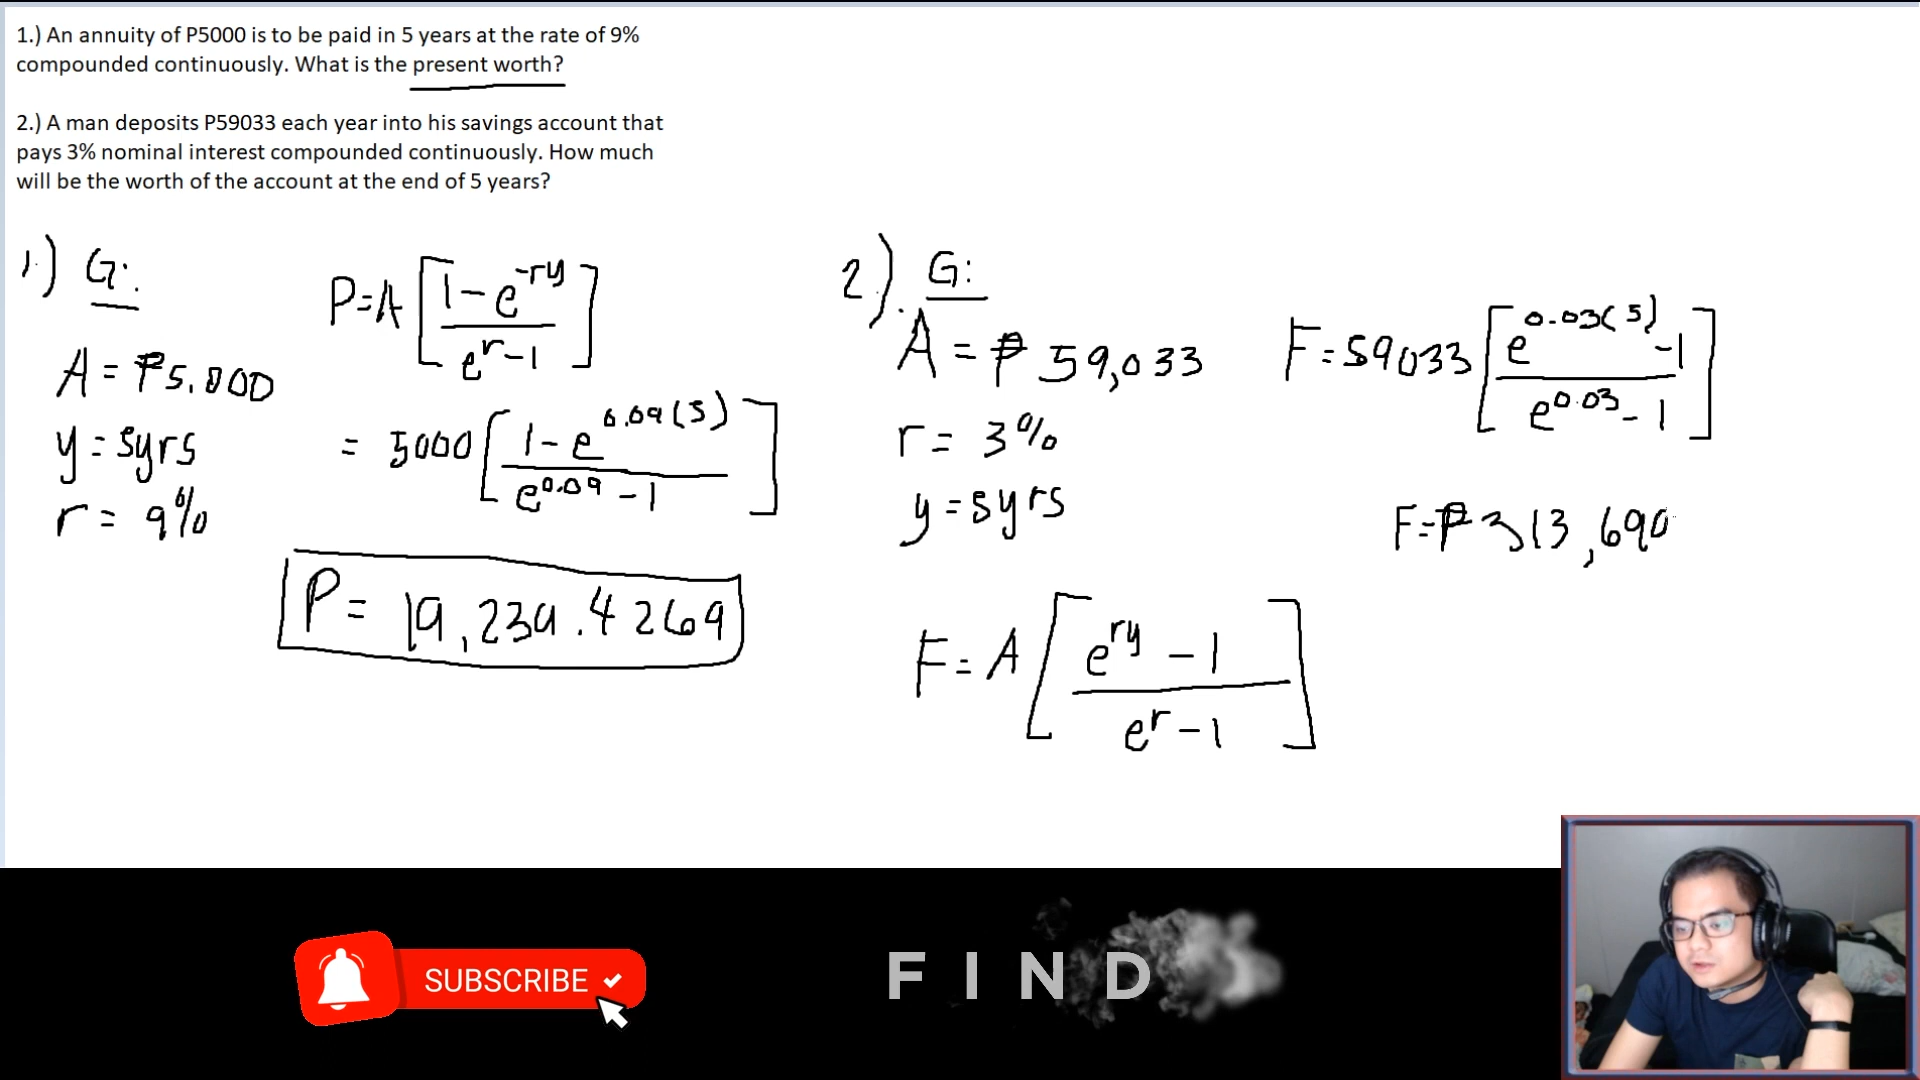 1.) An annuity of P5000 is to be paid in 5 years at the rate of 9%
compounded continuously. What is the present worth?
2.) A man deposits P59033 each year into his savings account that
pays 3% nominal interest compounded continuously. How much
will be the worth of the account at the end of 5 years?
1.) G:
A = ₱5.000
y = 5yrs
r = 9%
P=A [ 1-e^-ry / e^r-1 ]
= 5000 [ 1-e^0.09(5) / e^0.09 -1 ]
P= 19,239.4269
2). G:
A = ₱ 59,033
r = 3%
y = 5yrs
F= A [ e^ry -1 / e^r -1 ]
F=59033 [ e^0.03(5) -1 / e^0.03 -1 ]
F=₱313,690
SUBSCRIBE
FIND